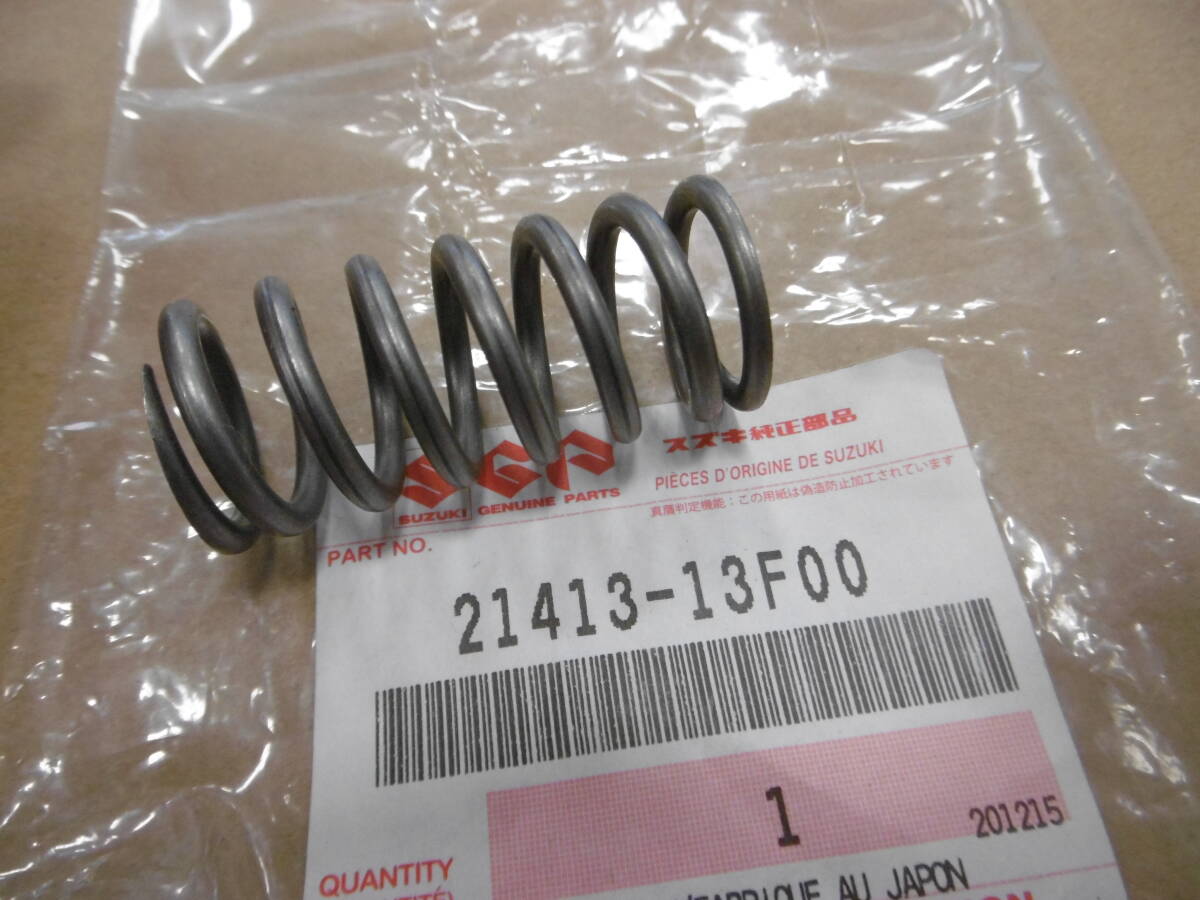 スズキ純正部品
SUZUKI GENUINE PARTS
PIÈCES D'ORIGINE DE SUZUKI
真贋判定機能：この用紙は偽造防止加工されています
PART NO.
21413-13F00
1
201215
QUANTITY
AU JAPON